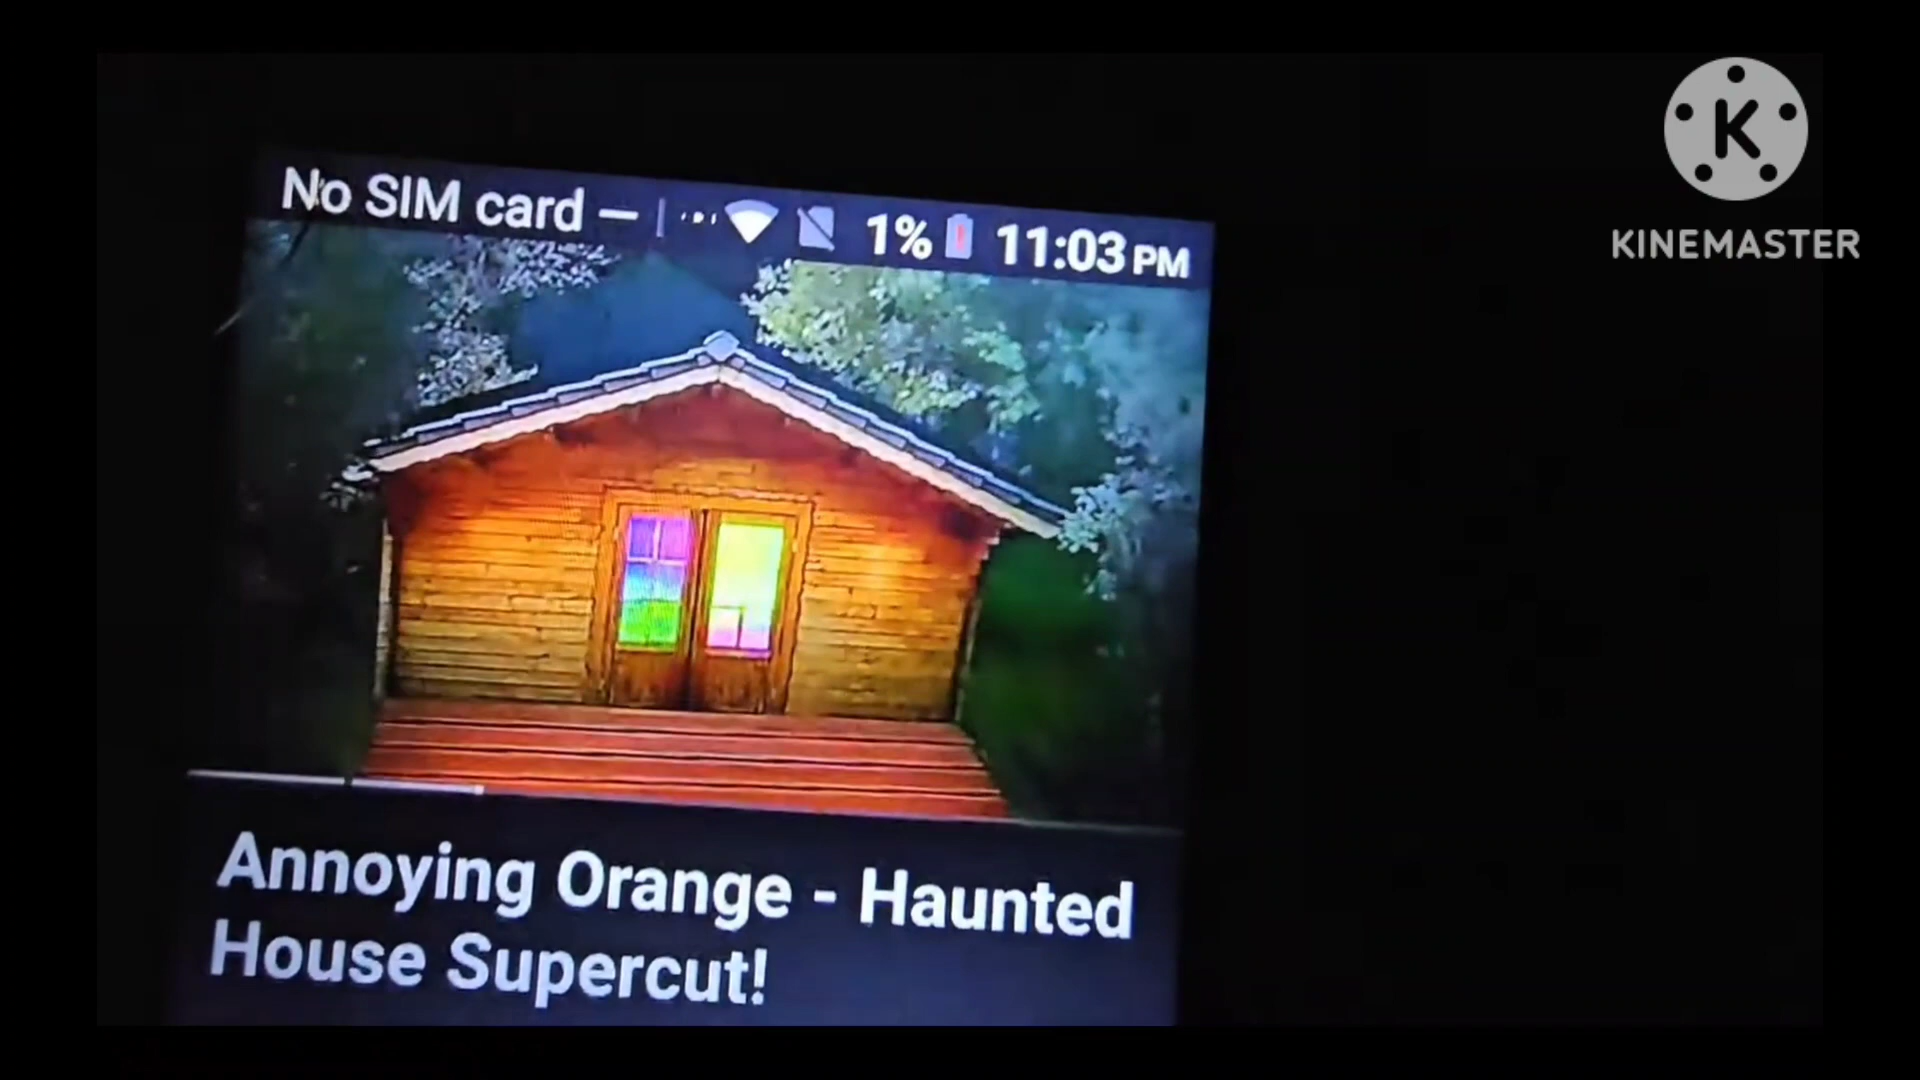 No SIM card —
1%
11:03 PM
K
KINEMASTER
Annoying Orange - Haunted
House Supercut!